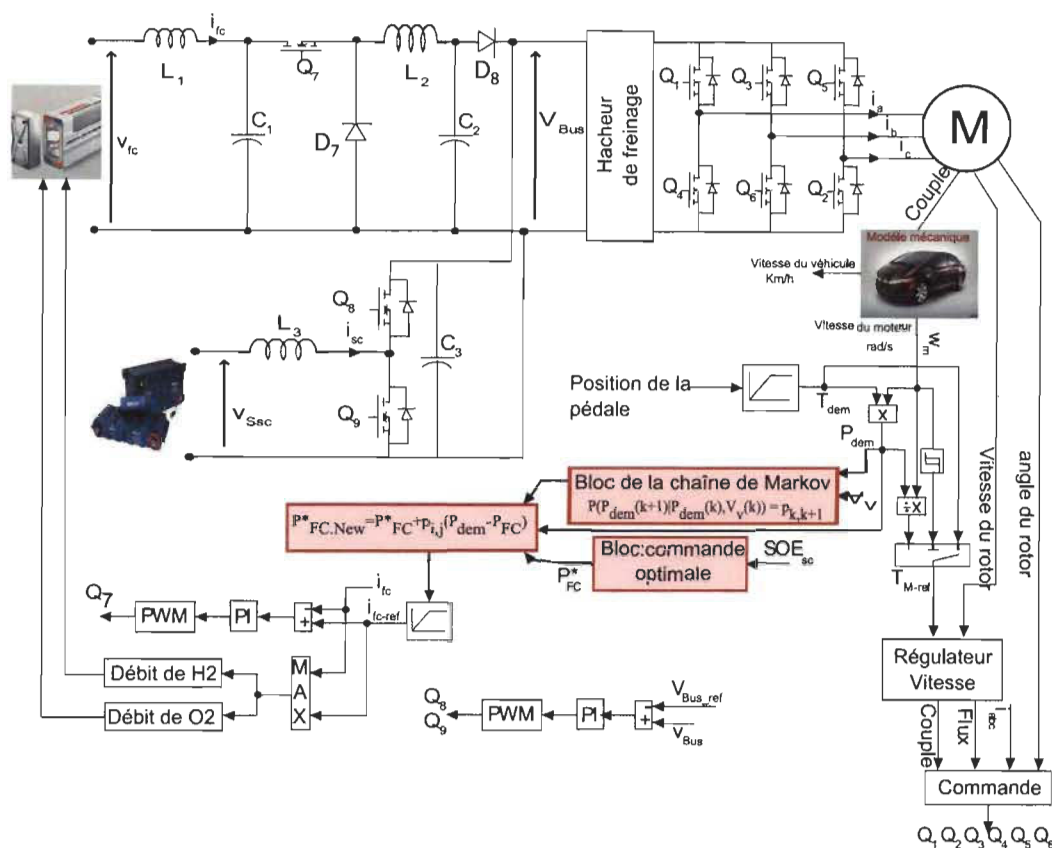 i_fc
L_1
Q_7
L_2
D_8
C_1
D_7
C_2
v_fc
V_Bus
Hacheur
de freinage
Q_1
Q_3
Q_5
Q_4
Q_6
Q_2
i_a
i_b
i_c
M
Couple
Modèle mécanique
Vitesse du véhicule
Km/h
Vitesse du moteur
rad/s
W_m
Q_8
L_3
i_sc
C_3
Q_9
v_Ssc
Position de la
pédale
T_dem
X
P_dem
÷X
Vitesse du rotor
angle du rotor
Bloc de la chaîne de Markov
P(P_dem(k+1)|P_dem(k),V_v(k)) = p_k,k+1
V_v
P*_FC.New=P*_FC+p_i,j(P_dem-P_FC)
Bloc:commande
optimale
SOE_sc
P*_FC
T_M-ref
i_fc
i_fc-ref
Q_7
PWM
PI
-
+
Débit de H2
Débit de O2
M
A
X
Régulateur
Vitesse
Q_8
Q_9
PWM
PI
-
+
V_Bus_ref
v_Bus
Couple
Flux
i_abc
Commande
Q_1 Q_2 Q_3 Q_4 Q_5 Q_6